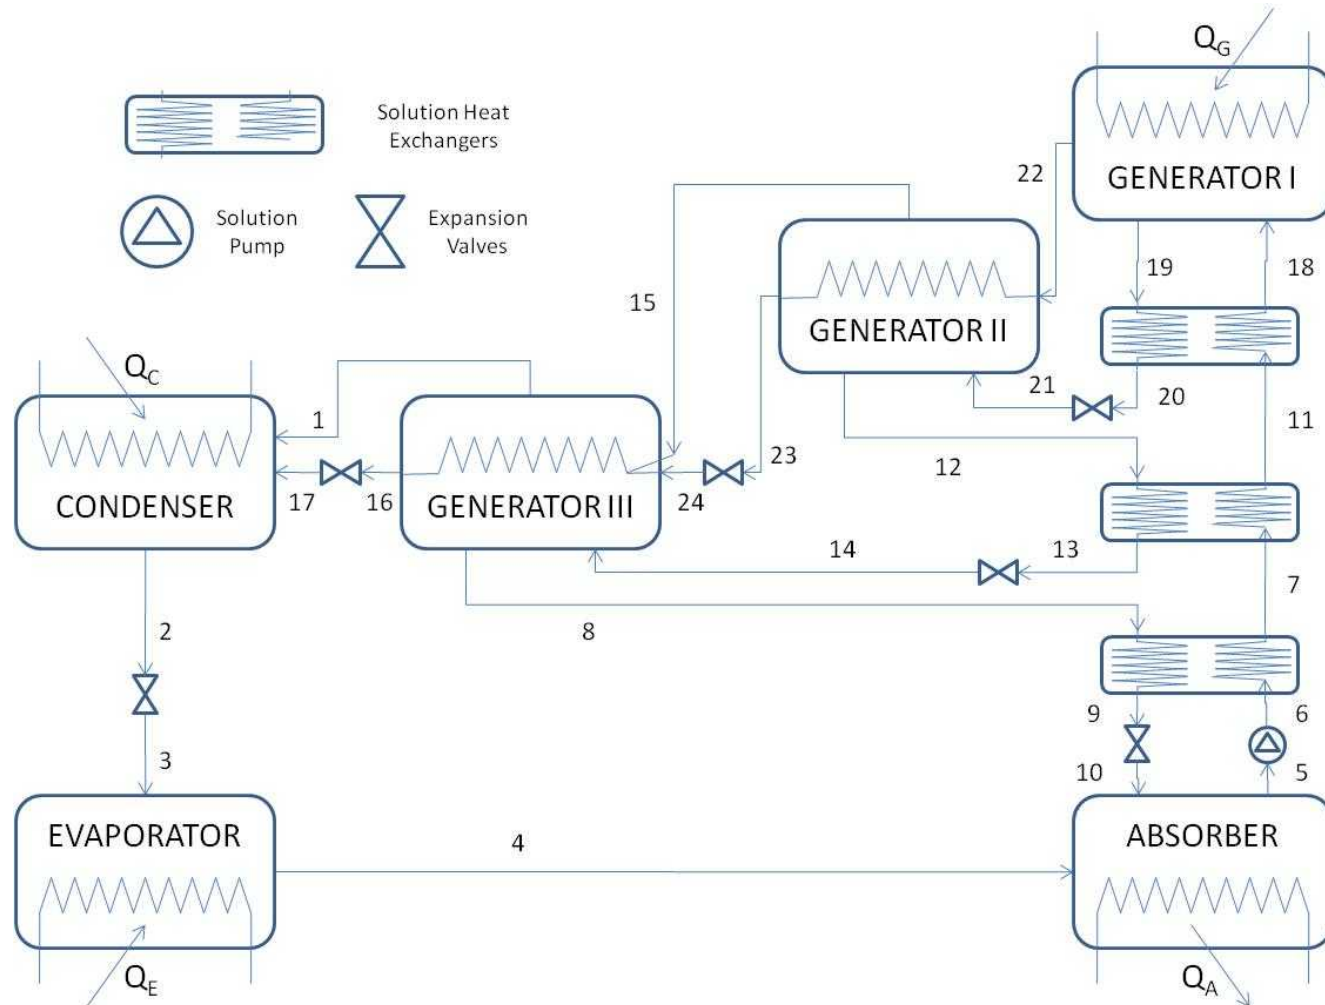 Q_G
Solution Heat
Exchangers
GENERATOR I
22
Solution
Pump
Expansion
Valves
19
18
15
GENERATOR II
Q_C
21
20
1
11
23
12
CONDENSER
17
16
GENERATOR III
24
14
13
7
2
8
9
6
3
10
5
EVAPORATOR
4
ABSORBER
Q_E
Q_A